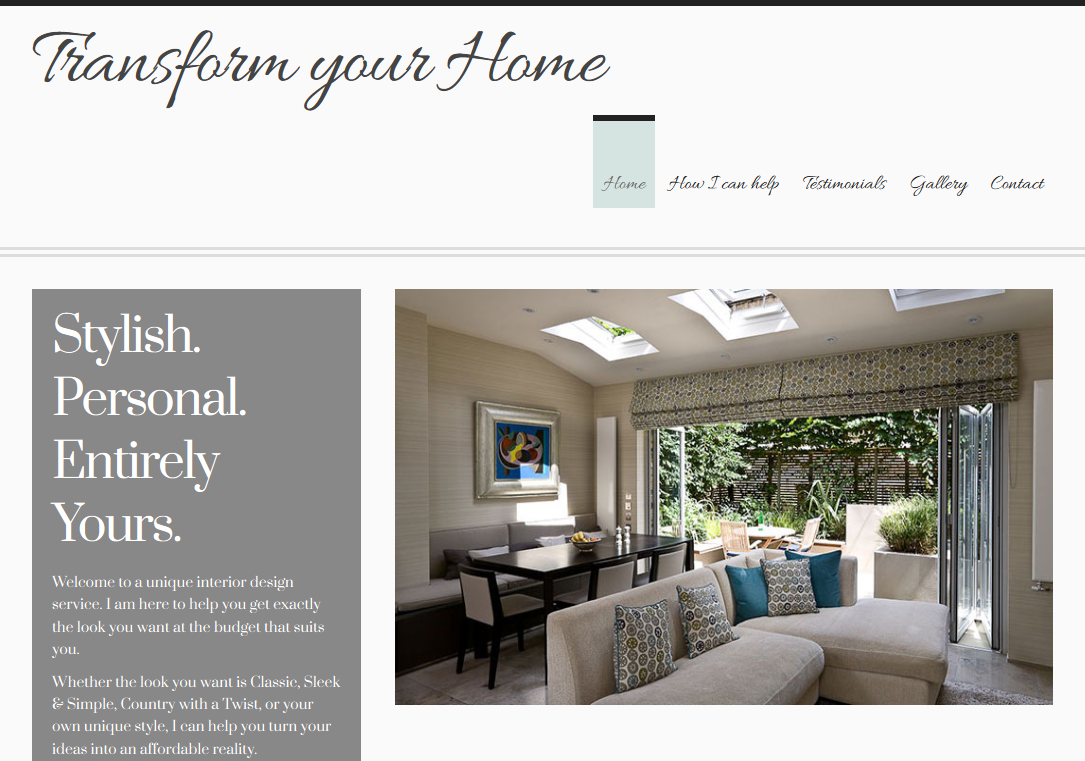 Transform your Home
Home How I can help Testimonials Gallery Contact
Stylish.
Personal.
Entirely
Yours.
Welcome to a unique interior design
service. I am here to help you get exactly
the look you want at the budget that suits
you.
Whether the look you want is Classic, Sleek
& Simple, Country with a Twist, or your
own unique style, I can help you turn your
ideas into an affordable reality.